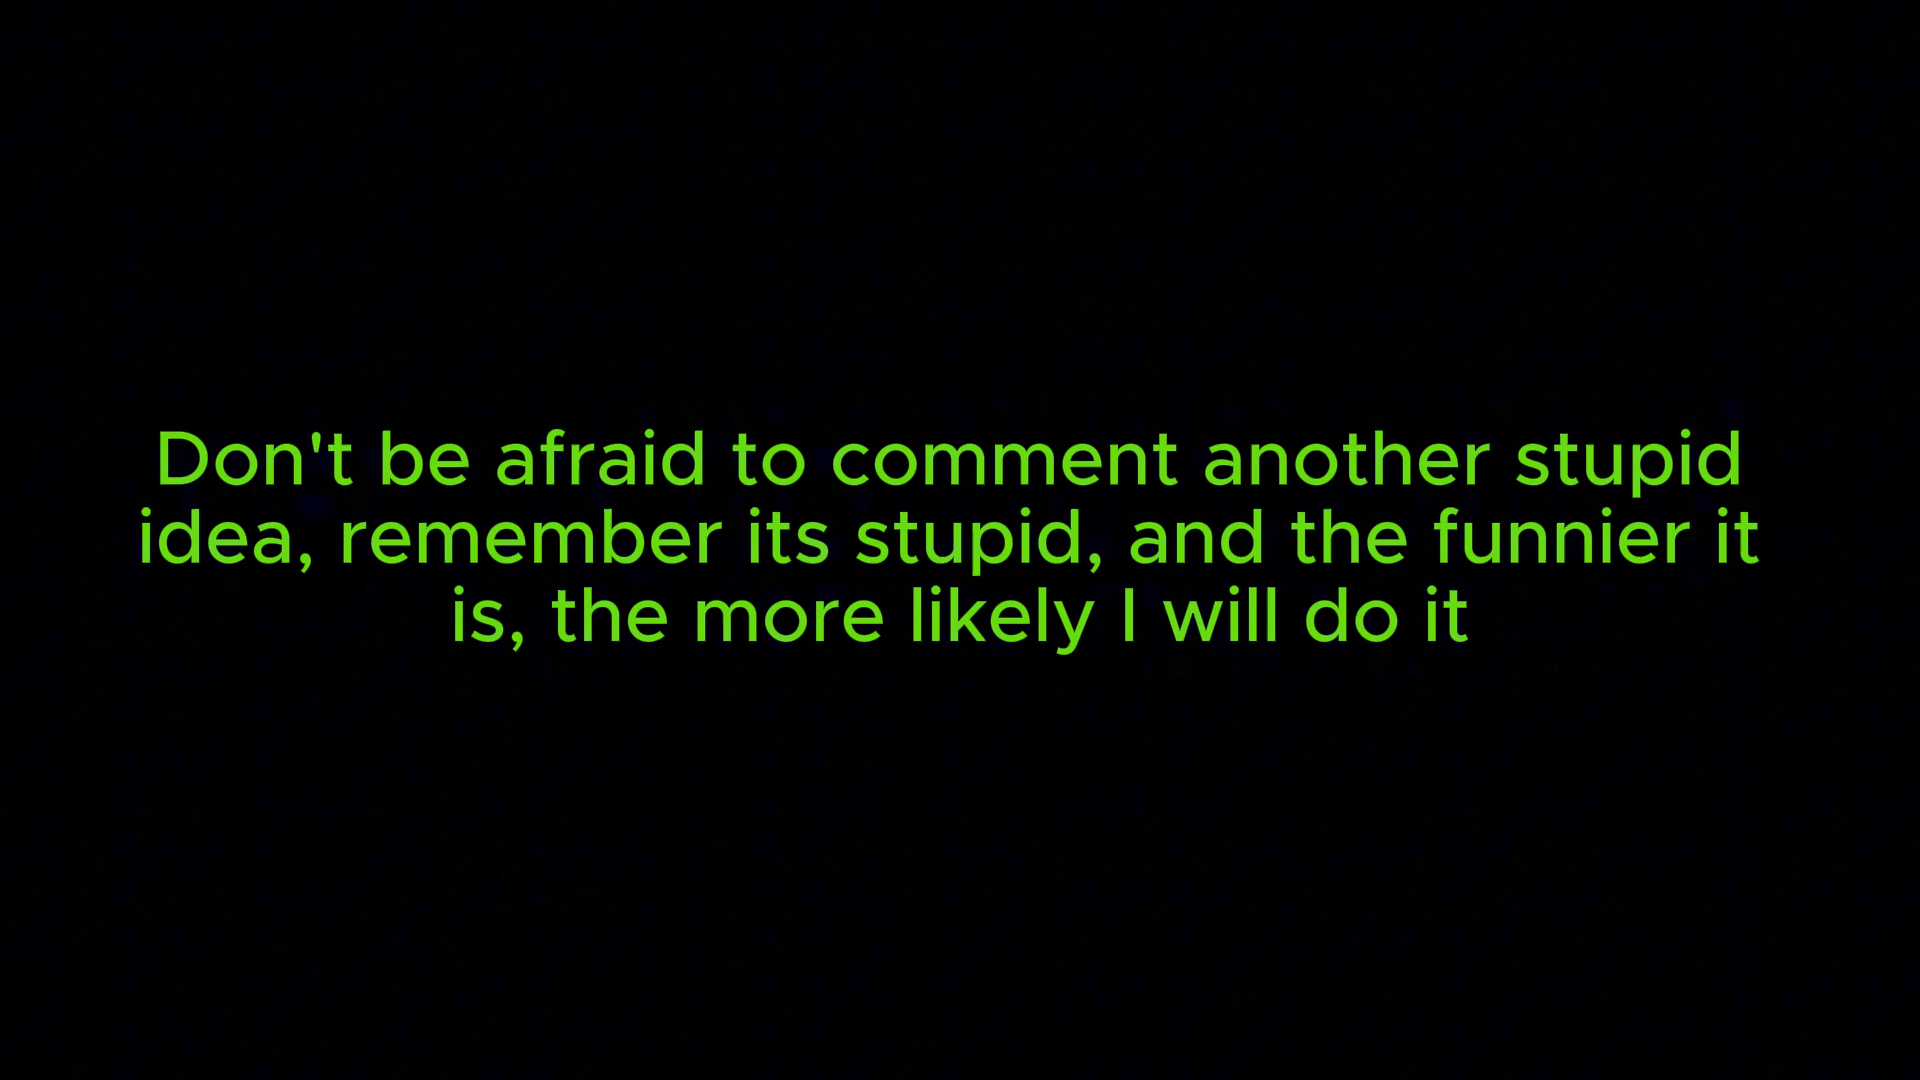 Don't be afraid to comment another stupid
idea, remember its stupid, and the funnier it
is, the more likely I will do it